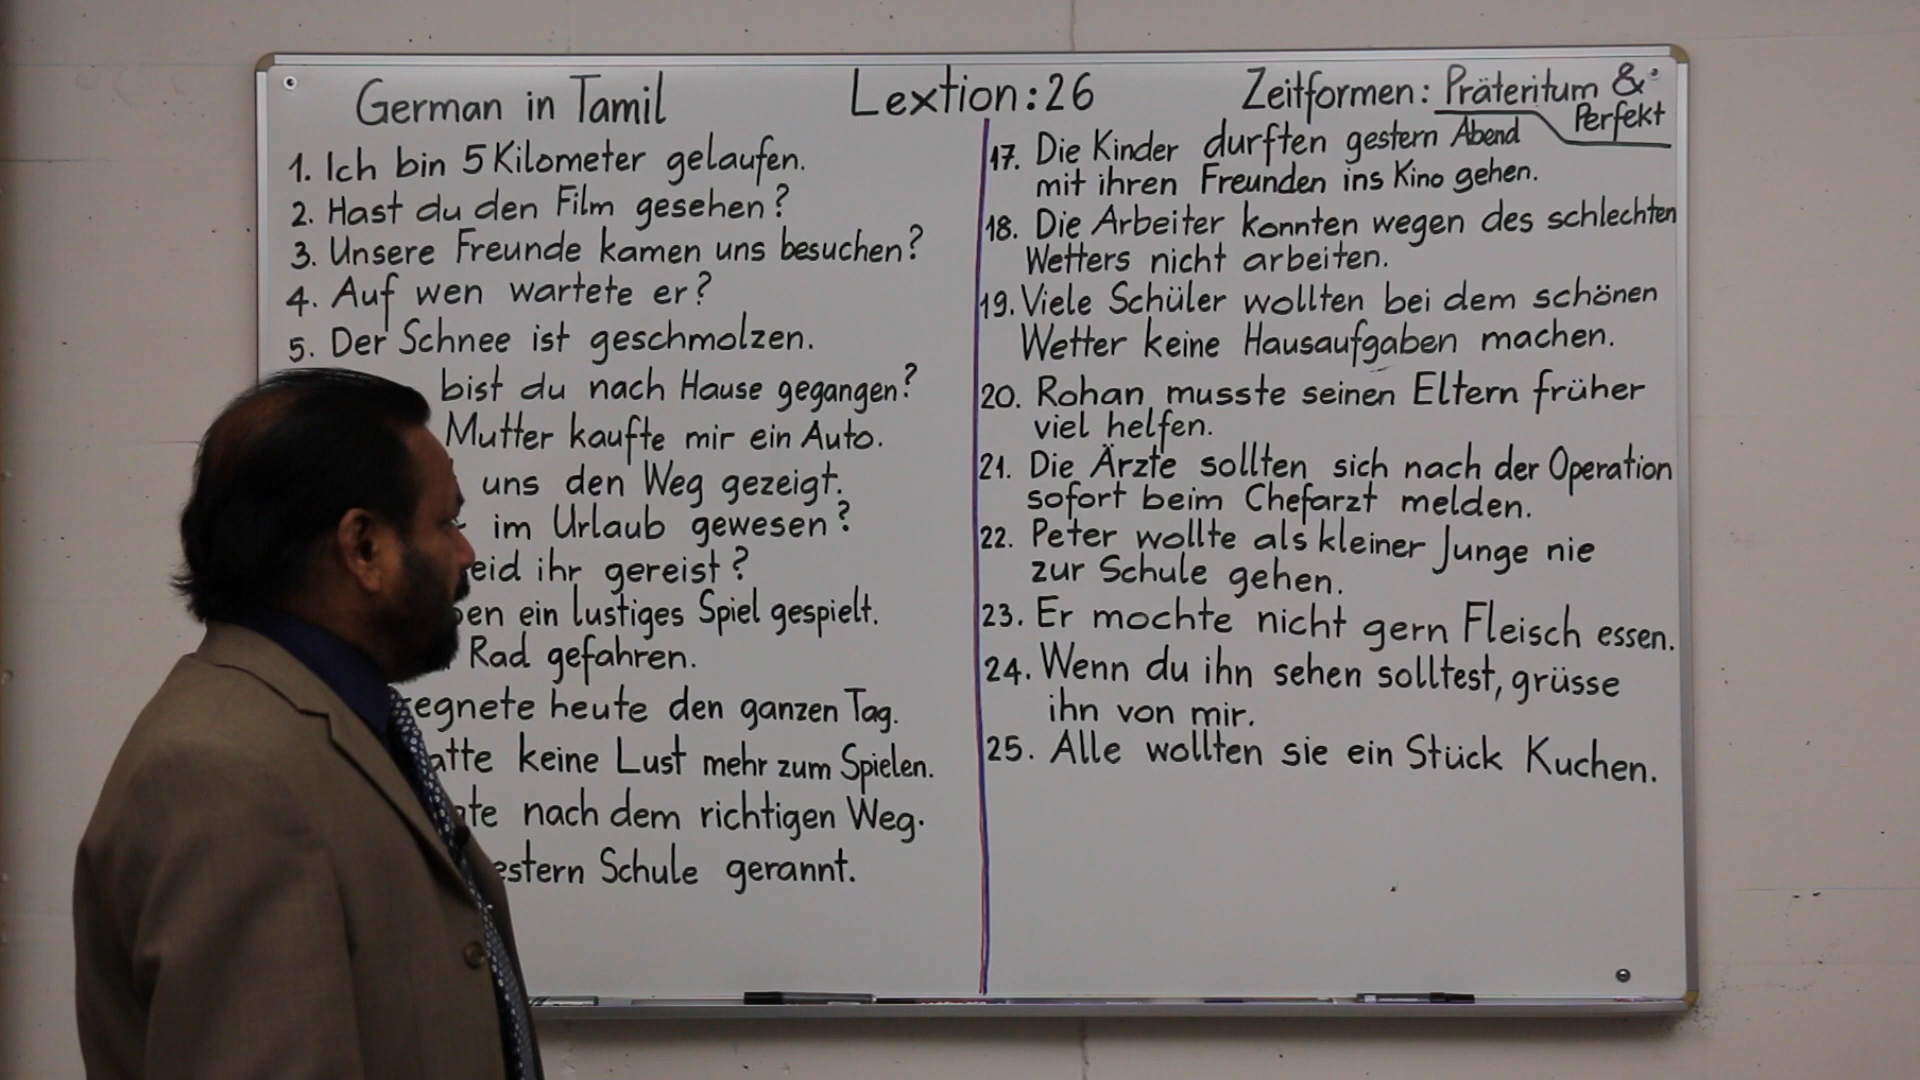 German in Tamil
Lextion:26
Zeitformen: Präteritum &
Perfekt
1. Ich bin 5 Kilometer gelaufen.
2. Hast du den Film gesehen?
3. Unsere Freunde kamen uns besuchen?
4. Auf wen wartete er?
5. Der Schnee ist geschmolzen.
bist du nach Hause gegangen?
Mutter kaufte mir ein Auto.
uns den Weg gezeigt.
im Urlaub gewesen?
eid ihr gereist?
en ein lustiges Spiel gespielt.
Rad gefahren.
egnete heute den ganzen Tag.
atte keine Lust mehr zum Spielen.
te nach dem richtigen Weg.
estern Schule gerannt.
17. Die Kinder durften gestern Abend
mit ihren Freunden ins Kino gehen.
18. Die Arbeiter konnten wegen des schlechten
Wetters nicht arbeiten.
19. Viele Schüler wollten bei dem schönen
Wetter keine Hausaufgaben machen.
20. Rohan musste seinen Eltern früher
viel helfen.
21. Die Ärzte sollten sich nach der Operation
sofort beim Chefarzt melden.
22. Peter wollte als kleiner Junge nie
zur Schule gehen.
23. Er mochte nicht gern Fleisch essen.
24. Wenn du ihn sehen solltest, grüsse
ihn von mir.
25. Alle wollten sie ein Stück Kuchen.